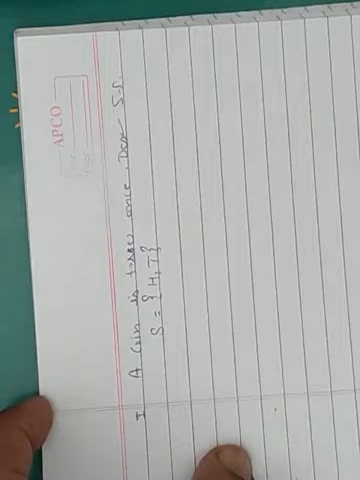 APCO
I A Coin is tossed once. Draw S.S.
S = { H, T }